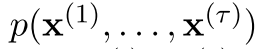 p(x^{(1)}, . . . , x^{(τ)})